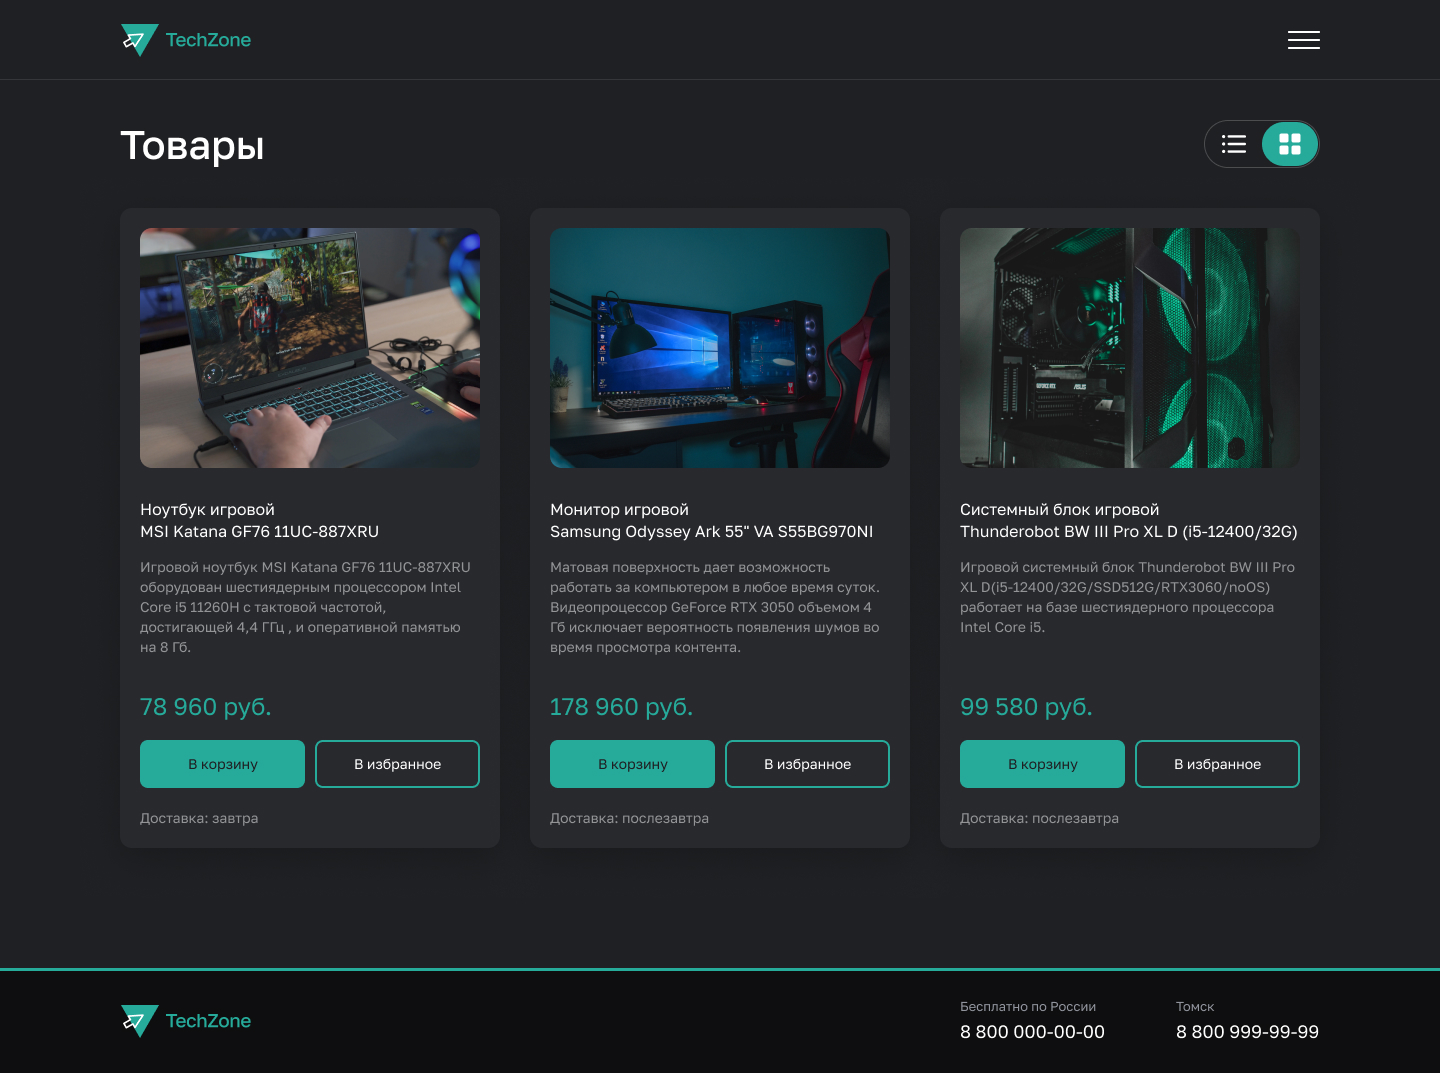 TechZone
Товары
Ноутбук игровой
MSI Katana GF76 11UC-887XRU
Игровой ноутбук MSI Katana GF76 11UC-887XRU
оборудован шестиядерным процессором Intel
Core i5 11260H с тактовой частотой,
достигающей 4,4 ГГц , и оперативной памятью
на 8 Гб.
78 960 руб.
В корзину
В избранное
Доставка: завтра
Монитор игровой
Samsung Odyssey Ark 55" VA S55BG970NI
Матовая поверхность дает возможность
работать за компьютером в любое время суток.
Видеопроцессор GeForce RTX 3050 объемом 4
Гб исключает вероятность появления шумов во
время просмотра контента.
178 960 руб.
В корзину
В избранное
Доставка: послезавтра
GEFORCE RTX
ASUS
Системный блок игровой
Thunderobot BW III Pro XL D (i5-12400/32G)
Игровой системный блок Thunderobot BW III Pro
XL D(i5-12400/32G/SSD512G/RTX3060/noOS)
работает на базе шестиядерного процессора
Intel Core i5.
99 580 руб.
В корзину
В избранное
Доставка: послезавтра
TechZone
Бесплатно по России
8 800 000-00-00
Томск
8 800 999-99-99